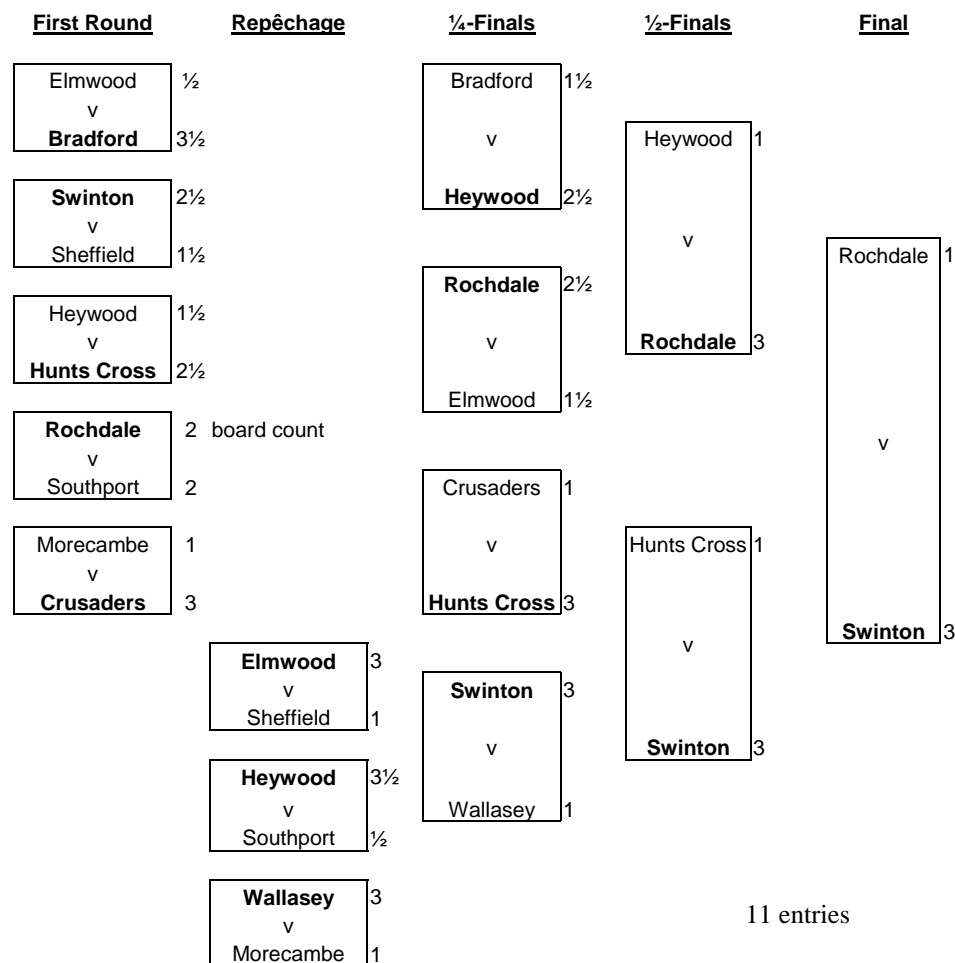 First Round Repêchage ¼-Finals ½-Finals Final
Elmwood ½
v
Bradford 3½
Swinton 2½
v
Sheffield 1½
Heywood 1½
v
Hunts Cross 2½
Rochdale 2 board count
v
Southport 2
Morecambe 1
v
Crusaders 3
Elmwood 3
v
Sheffield 1
Heywood 3½
v
Southport ½
Wallasey 3
v
Morecambe 1
Bradford 1½
v
Heywood 2½
Rochdale 2½
v
Elmwood 1½
Crusaders 1
v
Hunts Cross 3
Swinton 3
v
Wallasey 1
Heywood 1
v
Rochdale 3
Hunts Cross 1
v
Swinton 3
Rochdale 1
v
Swinton 3
11 entries